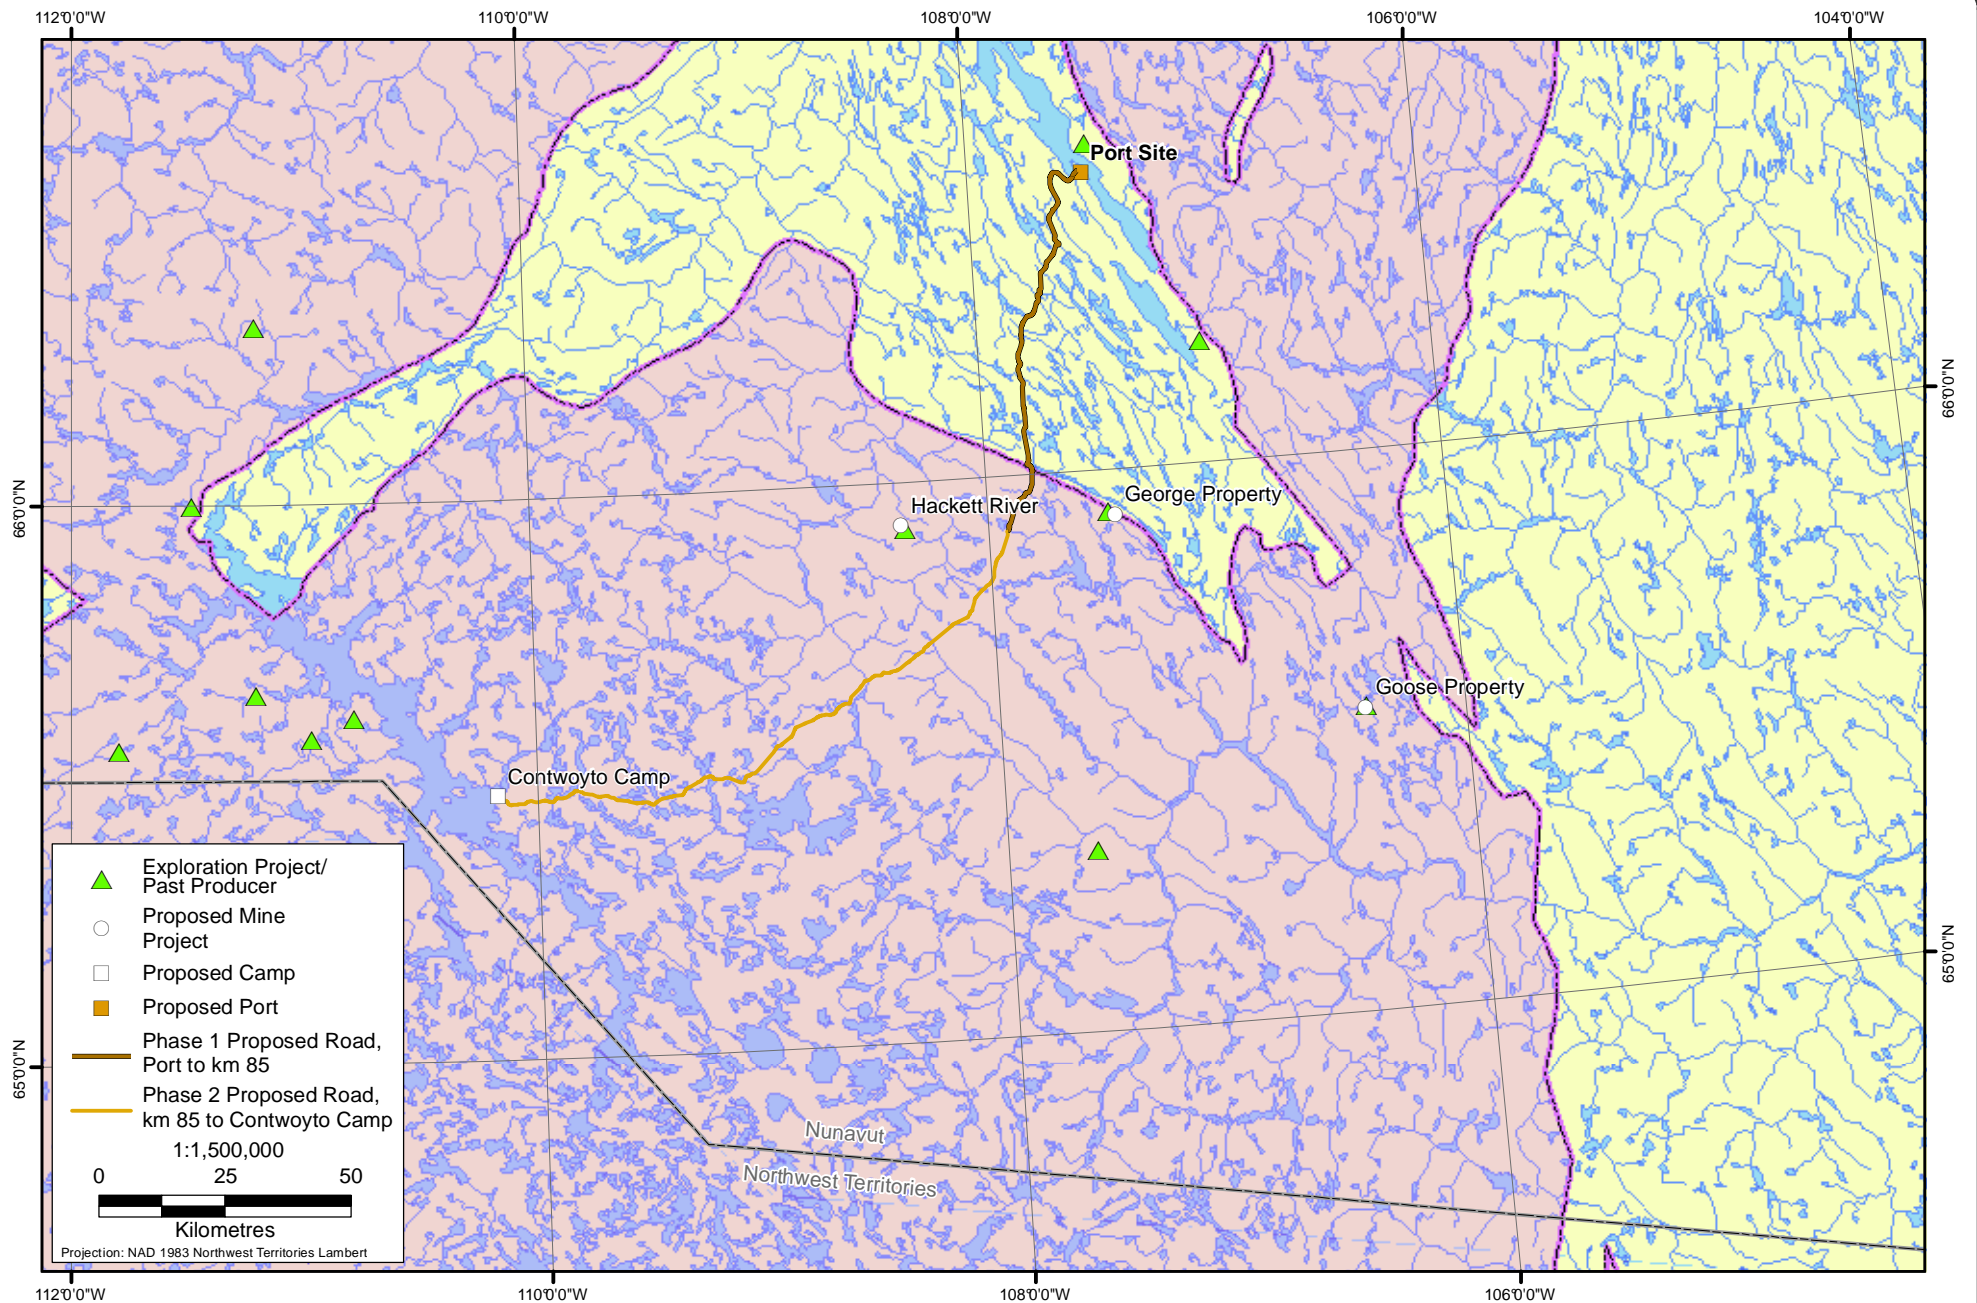 112°0'0"W
110°0'0"W
108°0'0"W
106°0'0"W
104°0'0"W
Port Site
66°0'0"N
66°0'0"N
George Property
Hackett River
Goose Property
Contwoyto Camp
65°0'0"N
65°0'0"N
Exploration Project/
Past Producer
Proposed Mine
Project
Proposed Camp
Proposed Port
Phase 1 Proposed Road,
Port to km 85
Phase 2 Proposed Road,
km 85 to Contwoyto Camp
1:1,500,000
0 25 50
Kilometres
Projection: NAD 1983 Northwest Territories Lambert
Nunavut
Northwest Territories
112°0'0"W
110°0'0"W
108°0'0"W
106°0'0"W